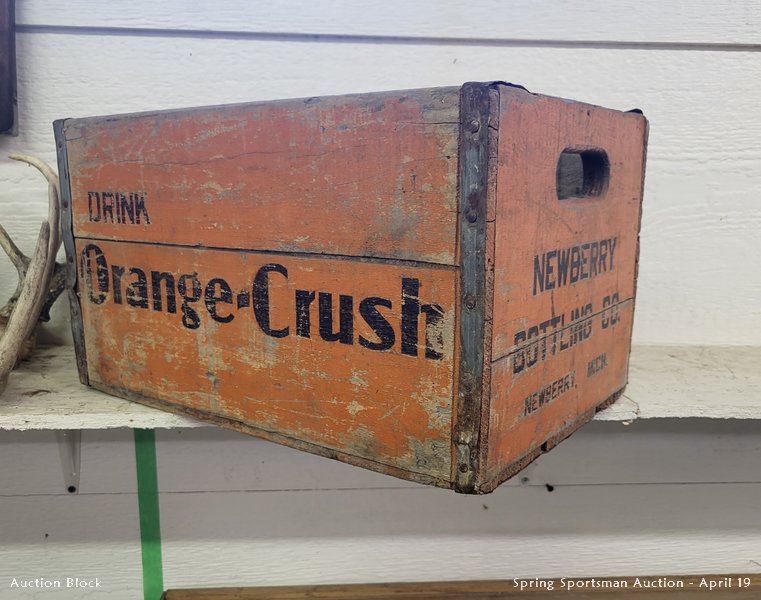 DRINK
Orange-Crush
NEWBERRY
BOTTLING CO.
NEWBERRY, MICH.
Auction Block
Spring Sportsman Auction - April 19